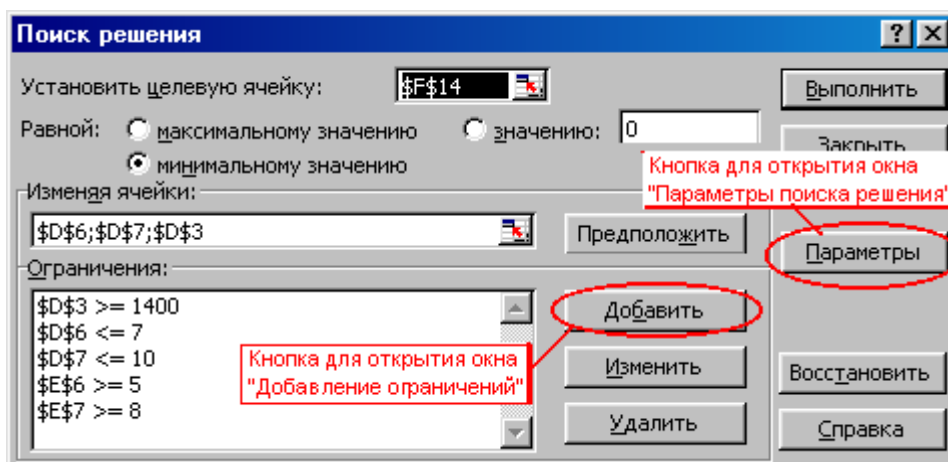 Поиск решения
Установить целевую ячейку: $F$14 Выполнить
Равной: максимальному значению значению: 0 Закрыть
минимальному значению
Кнопка для открытия окна
"Параметры поиска решения"
Изменяя ячейки:
$D$6;$D$7;$D$3 Предположить
Параметры
Ограничения:
$D$3 >= 1400 Добавить
$D$6 <= 7
$D$7 <= 10
$E$6 >= 5
$E$7 >= 8
Кнопка для открытия окна
"Добавление ограничений"
Изменить Восстановить
Удалить Справка